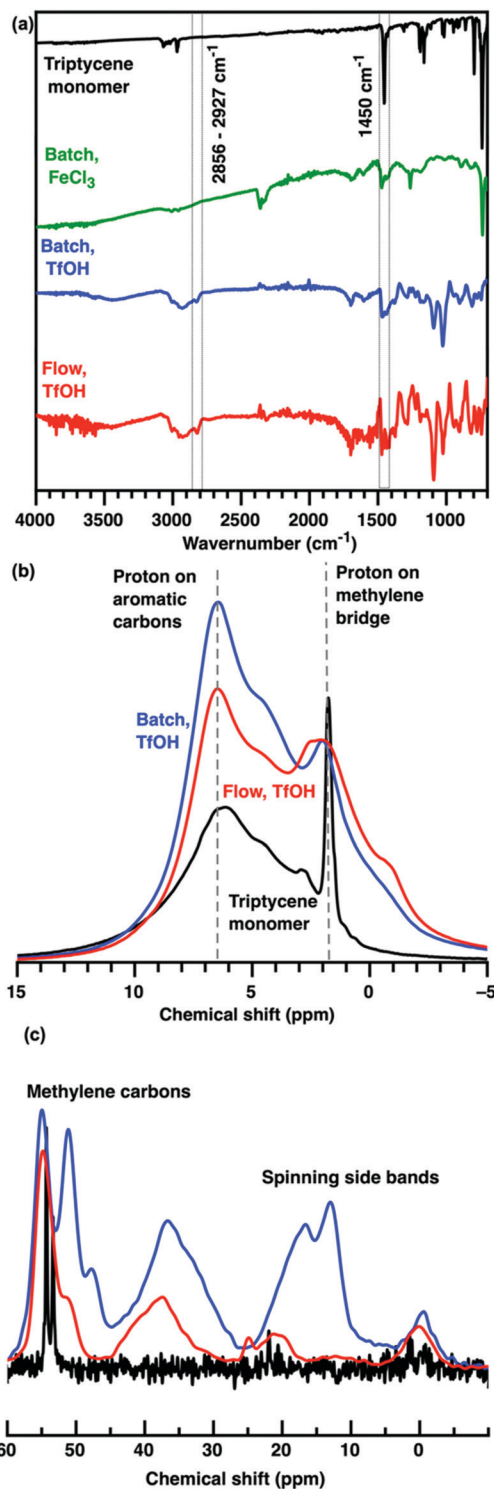 (a)
Triptycene
monomer
2856 - 2927 cm⁻¹
1450 cm⁻¹
Batch,
FeCl₃
Batch,
TfOH
Flow,
TfOH
4000 3500 3000 2500 2000 1500 1000
Wavernumber (cm⁻¹)
(b)
Proton on
aromatic
carbons
Proton on
methylene
bridge
Batch,
TfOH
Flow, TfOH
Triptycene
monomer
15 10 5 0 –5
Chemical shift (ppm)
(c)
Methylene carbons
Spinning side bands
60 50 40 30 20 10 0
Chemical shift (ppm)